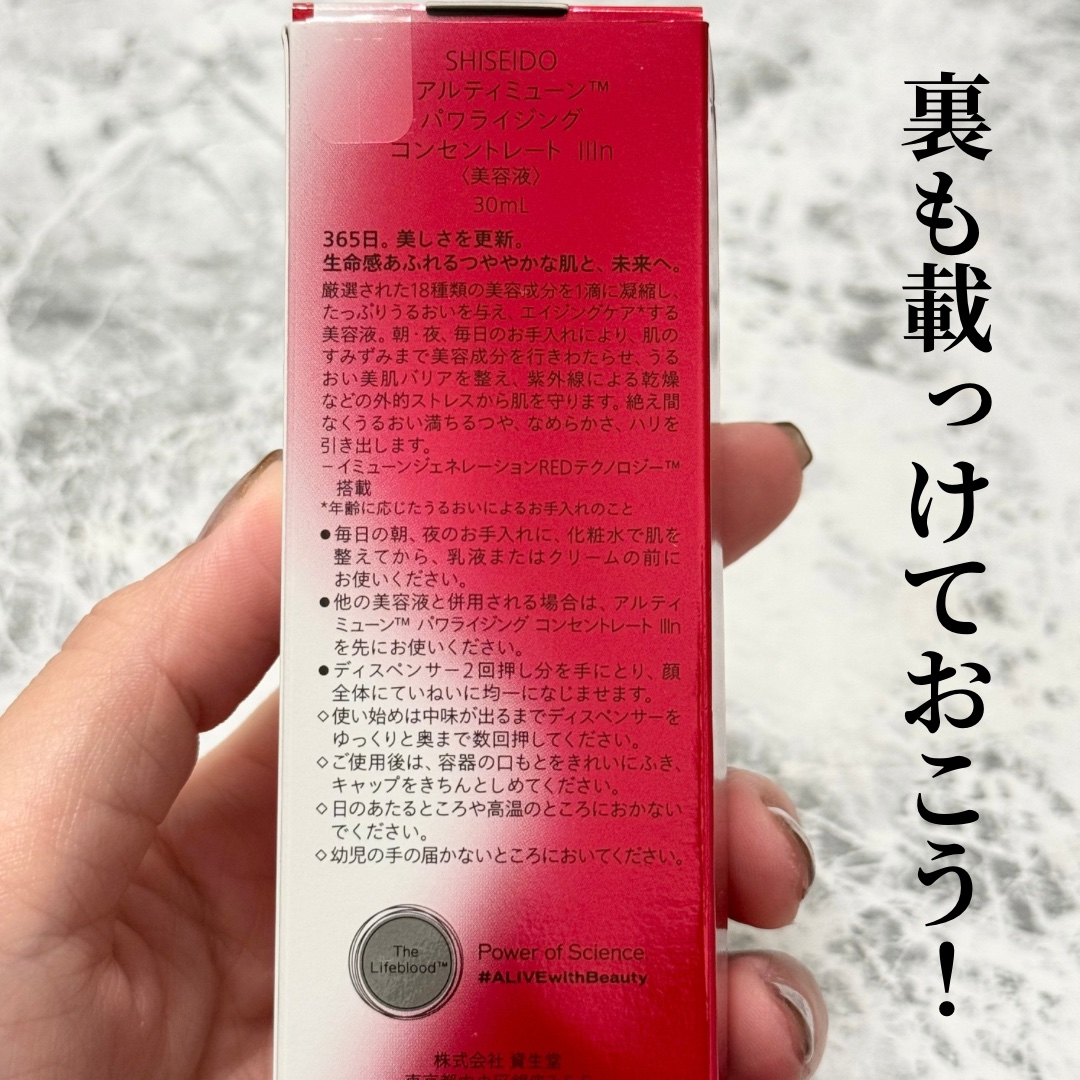 SHISEIDO
アルティミューン™
パワライジング
コンセントレート IIIn
〈美容液〉
30mL
365日。美しさを更新。
生命感あふれるつややかな肌と、未来へ。
厳選された18種類の美容成分を1滴に凝縮し、
たっぷりうるおいを与え、エイジングケア*する
美容液。朝・夜、毎日のお手入れにより、肌の
すみずみまで美容成分を行きわたらせ、うる
おい美肌バリアを整え、紫外線による乾燥
などの外的ストレスから肌を守ります。絶え間
なくうるおい満ちるつや、なめらかさ、ハリを
引き出します。
−イミューンジェネレーションREDテクノロジー™
搭載
*年齢に応じたうるおいによるお手入れのこと
●毎日の朝、夜のお手入れに、化粧水で肌を
整えてから、乳液またはクリームの前に
お使いください。
●他の美容液と併用される場合は、アルティ
ミューン™ パワライジング コンセントレート IIIn
を先にお使いください。
●ディスペンサー2回押し分を手にとり、顔
全体にていねいに均一になじませます。
◇使い始めは中味が出るまでディスペンサーを
ゆっくりと奥まで数回押してください。
◇ご使用後は、容器の口もとをきれいにふき、
キャップをきちんとしめてください。
◇日のあたるところや高温のところにおかない
でください。
◇幼児の手の届かないところにおいてください。
The
Lifeblood™
Power of Science
#ALIVEwithBeauty
株式会社 資生堂
裏も載っけておこう！